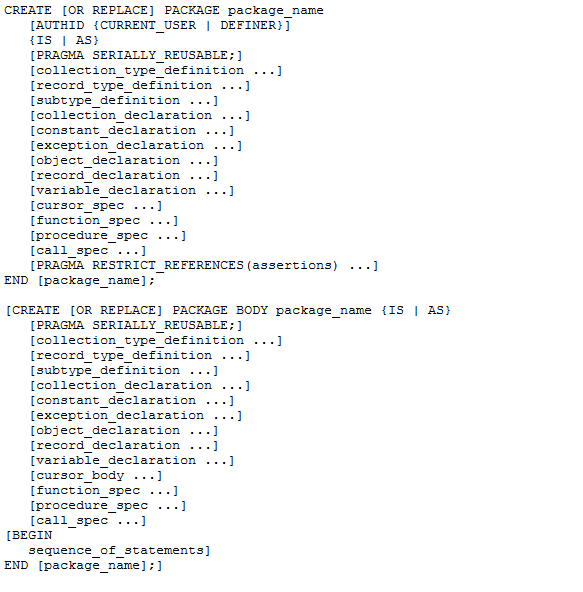 CREATE [OR REPLACE] PACKAGE package_name
[AUTHID {CURRENT_USER | DEFINER}]
{IS | AS}
[PRAGMA SERIALLY_REUSABLE;]
[collection_type_definition ...]
[record_type_definition ...]
[subtype_definition ...]
[collection_declaration ...]
[constant_declaration ...]
[exception_declaration ...]
[object_declaration ...]
[record_declaration ...]
[variable_declaration ...]
[cursor_spec ...]
[function_spec ...]
[procedure_spec ...]
[call_spec ...]
[PRAGMA RESTRICT_REFERENCES(assertions) ...]
END [package_name];
[CREATE [OR REPLACE] PACKAGE BODY package_name {IS | AS}
[PRAGMA SERIALLY_REUSABLE;]
[collection_type_definition ...]
[record_type_definition ...]
[subtype_definition ...]
[collection_declaration ...]
[constant_declaration ...]
[exception_declaration ...]
[object_declaration ...]
[record_declaration ...]
[variable_declaration ...]
[cursor_body ...]
[function_spec ...]
[procedure_spec ...]
[call_spec ...]
[BEGIN
sequence_of_statements]
END [package_name];]